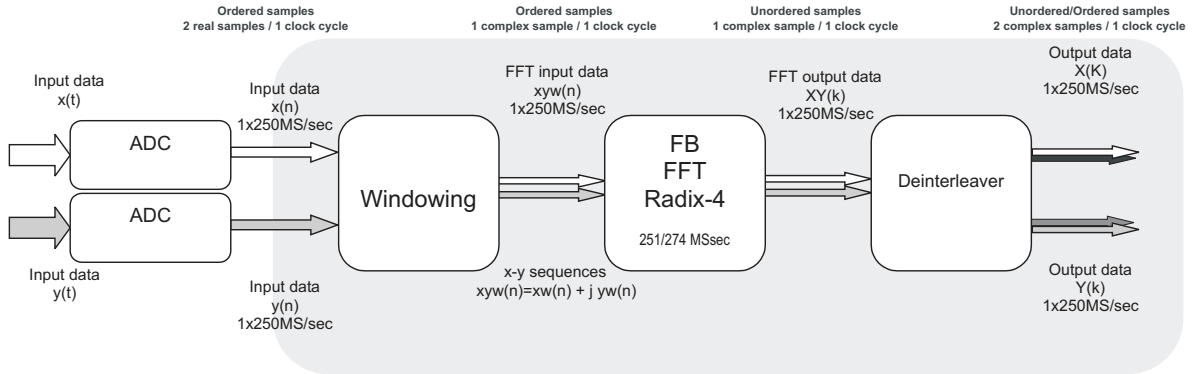 Ordered samples
2 real samples / 1 clock cycle
Ordered samples
1 complex sample / 1 clock cycle
Unordered samples
1 complex sample / 1 clock cycle
Unordered/Ordered samples
2 complex samples / 1 clock cycle
Input data
x(t)
ADC
Input data
x(n)
1x250MS/sec
FFT input data
xyw(n)
1x250MS/sec
FFT output data
XY(k)
1x250MS/sec
Output data
X(K)
1x250MS/sec
ADC
Windowing
FB
FFT
Radix-4
251/274 MSsec
Deinterleaver
Input data
y(t)
Input data
y(n)
1x250MS/sec
x-y sequences
xyw(n)=xw(n) + j yw(n)
Output data
Y(k)
1x250MS/sec